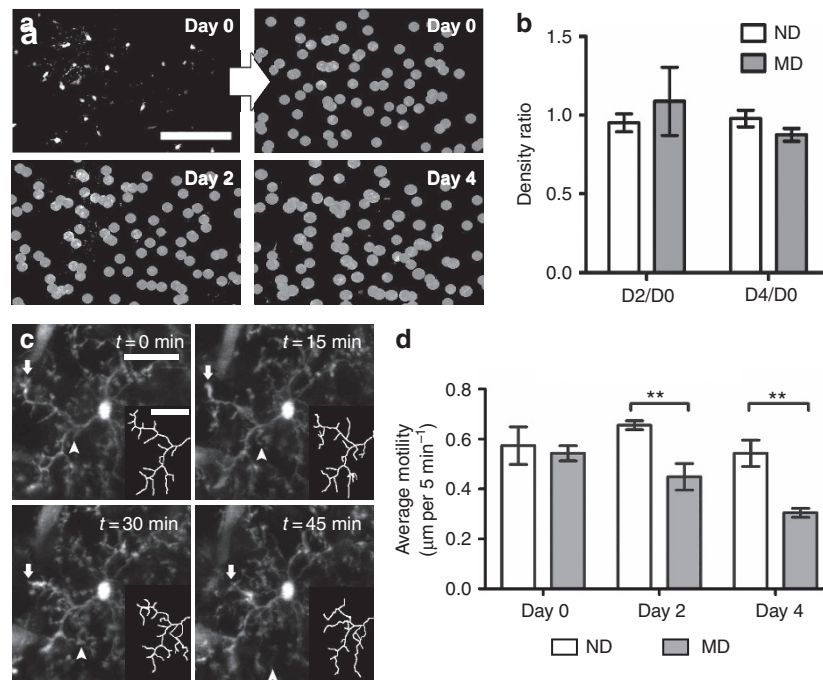 a
a
Day 0
Day 0
Day 2
Day 4
b
ND
MD
Density ratio
1.5
1.0
0.5
0.0
D2/D0
D4/D0
c
t = 0 min
t = 15 min
t = 30 min
t = 45 min
d
Average motility
(μm per 5 min⁻¹)
0.8
0.6
0.4
0.2
0.0
**
**
Day 0
Day 2
Day 4
ND
MD